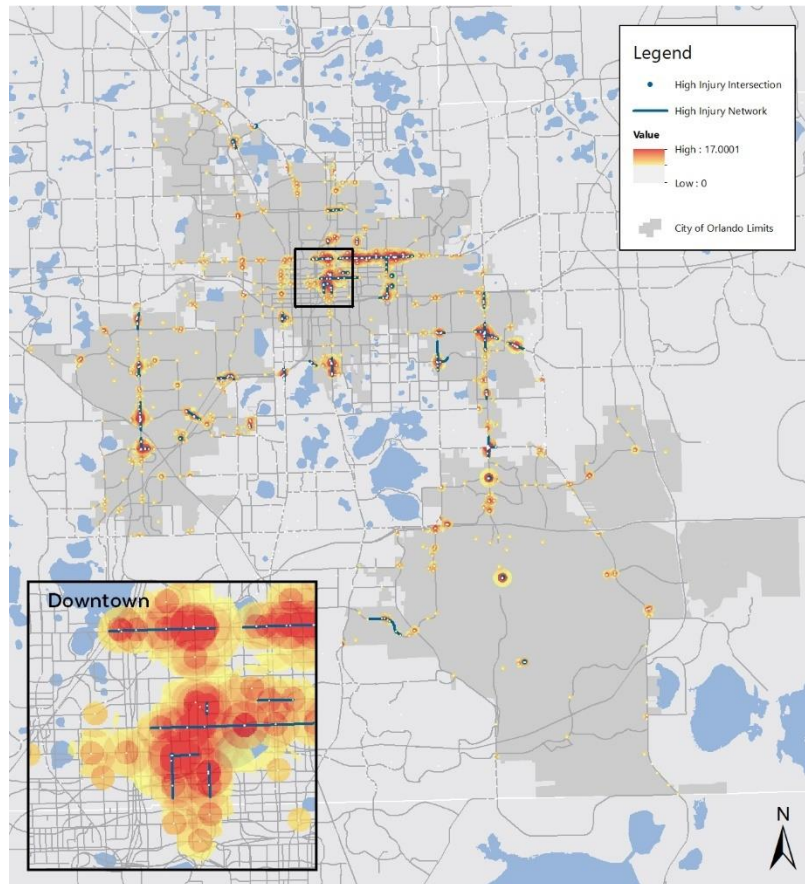 Legend
High Injury Intersection
High Injury Network
Value
High : 17.0001
Low : 0
City of Orlando Limits
Downtown
N